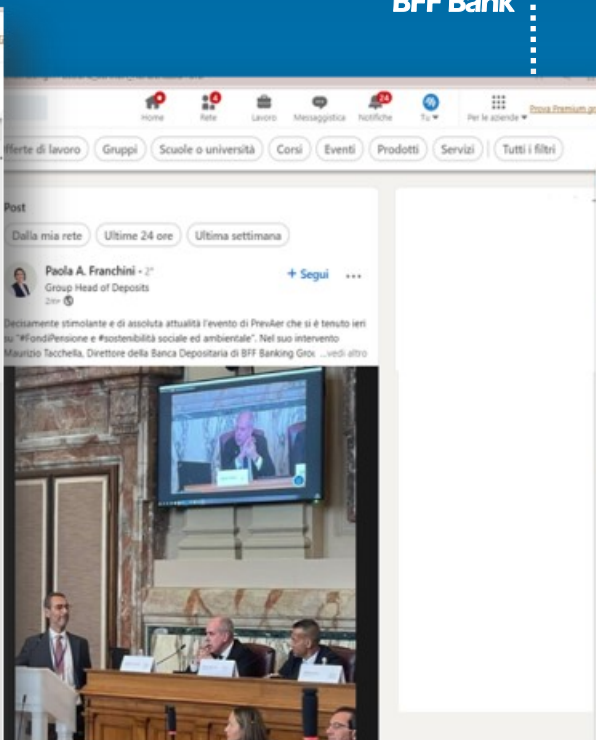 BFF Bank
4
24
Home
Rete
Lavoro
Messaggistica
Notifiche
Tu
Per le aziende
Prova Premium
fferte di lavoro
Gruppi
Scuole o università
Corsi
Eventi
Prodotti
Servizi
Tutti i filtri
Post
Dalla mia rete
Ultime 24 ore
Ultima settimana
Paola A. Franchini • 2°
+ Segui
Group Head of Deposits
Decisamente stimolante e di assoluta attualità l'evento di PrevAer che si è tenuto ieri
su "#FondiPensione e #sostenibilità sociale ed ambientale". Nel suo intervento
Maurizio Tacchella, Direttore della Banca Depositaria di BFF Banking Grou ...vedi altro